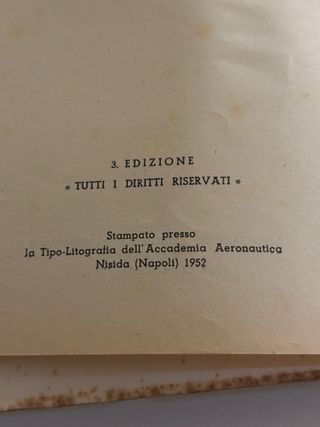 3. EDIZIONE
* TUTTI I DIRITTI RISERVATI *
Stampato presso
la Tipo-Litografia dell'Accademia Aeronautica
Nisida (Napoli) 1952